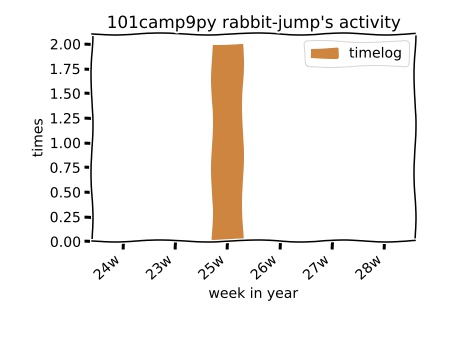 101camp9py rabbit-jump's activity
2.00
1.75
1.50
1.25
1.00
0.75
0.50
0.25
0.00
times
timelog
24w 23w 25w 26w 27w 28w
week in year